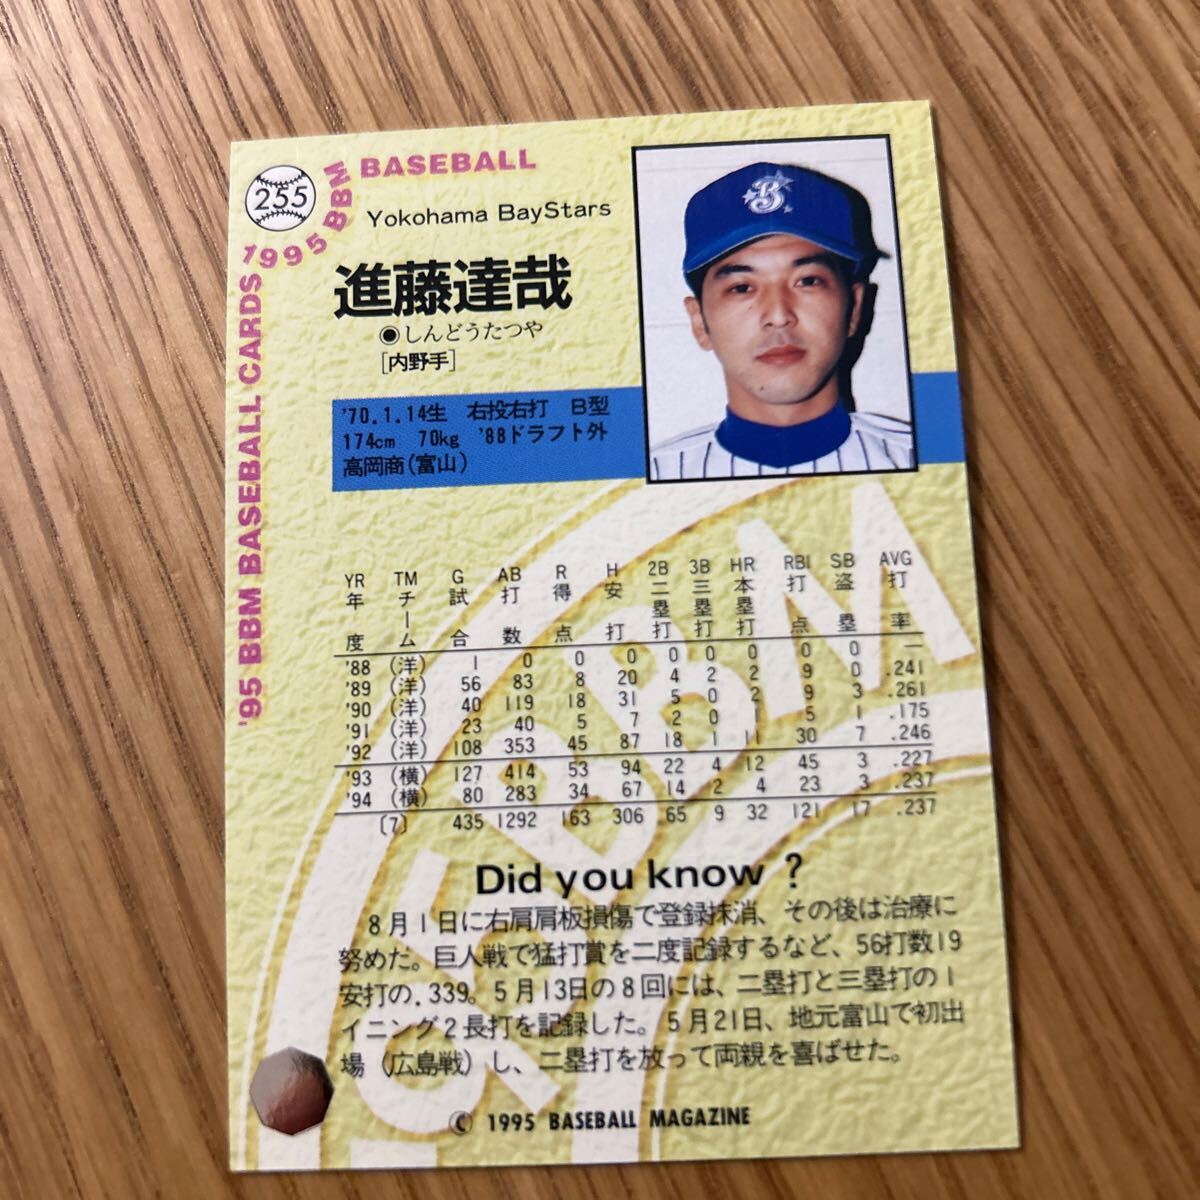 255
1995 BBM BASEBALL
'95 BBM BASEBALL CARDS
Yokohama BayStars
進藤達哉
●しんどうたつや
[内野手]
'70.1.14生 右投右打 B型
174cm 70kg '88ドラフト外
高岡商(富山)
YR TM G AB R H 2B 3B HR RBI SB AVG
年度 チーム 試合 打数 得点 安打 二塁打 三塁打 本塁打 打点 盗塁 打率
'88 (洋) 1 0 0 0 0 0 0 0 0 —
'89 (洋) 56 83 8 20 4 2 2 9 0 .241
'90 (洋) 40 119 18 31 5 0 2 9 3 .261
'91 (洋) 23 40 5 7 2 0 1 5 1 .175
'92 (洋) 108 353 45 87 18 1 11 30 7 .246
'93 (横) 127 414 53 94 22 4 12 45 3 .227
'94 (横) 80 283 34 67 14 2 4 23 3 .237
〔7〕 435 1292 163 306 65 9 32 121 17 .237
Did you know ?
8月1日に右肩肩板損傷で登録抹消、その後は治療に
努めた。巨人戦で猛打賞を二度記録するなど、56打数19
安打の.339。5月13日の8回には、二塁打と三塁打の1
イニング2長打を記録した。5月21日、地元富山で初出
場(広島戦)し、二塁打を放って両親を喜ばせた。
© 1995 BASEBALL MAGAZINE
BBM